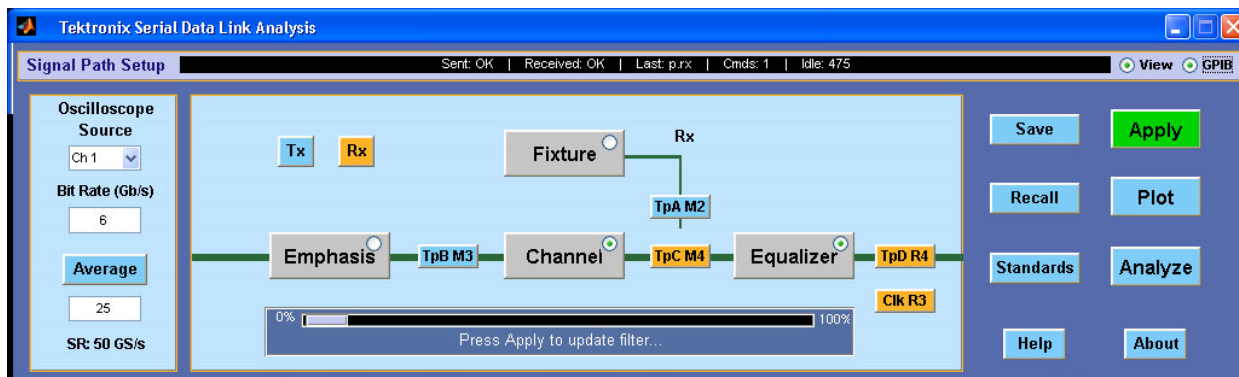 Tektronix Serial Data Link Analysis
Signal Path Setup
Sent: OK | Received: OK | Last: p.rx | Cmds: 1 | Idle: 475
View
GPIB
Oscilloscope
Source
Ch 1
Bit Rate (Gb/s)
6
Average
25
SR: 50 GS/s
Tx
Rx
Fixture
Rx
TpA M2
Emphasis
TpB M3
Channel
TpC M4
Equalizer
TpD R4
Clk R3
0%
100%
Press Apply to update filter...
Save
Apply
Recall
Plot
Standards
Analyze
Help
About